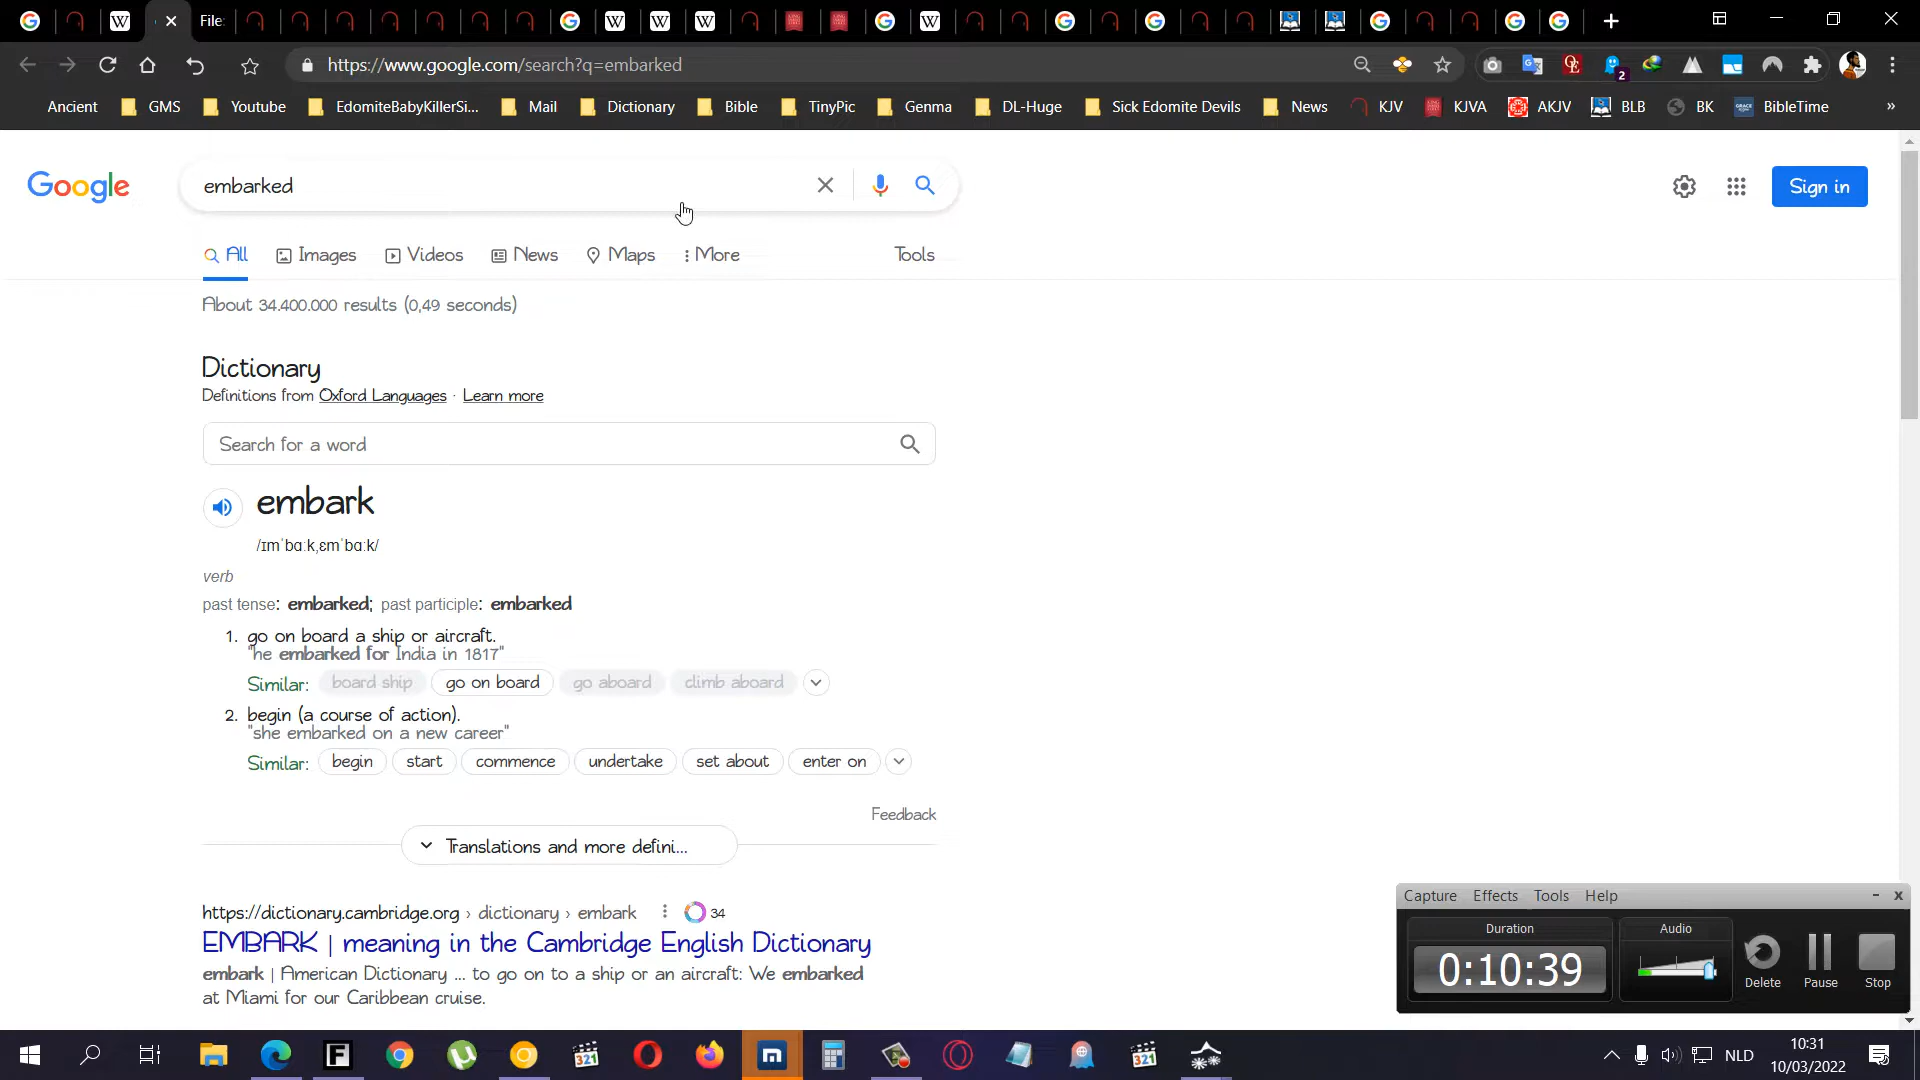 File:
https://www.google.com/search?q=embarked
2
Ancient GMS Youtube EdomiteBabyKillerSi... Mail Dictionary Bible TinyPic Genma DL-Huge Sick Edomite Devils News KJV KJVA AKJV BLB BK BibleTime »
Google
embarked
Sign in
All Images Videos News Maps More Tools
About 34.400.000 results (0,49 seconds)
Dictionary
Definitions from Oxford Languages · Learn more
Search for a word
embark
/ɪmˈbɑːk,ɛmˈbɑːk/
verb
past tense: embarked; past participle: embarked
1. go on board a ship or aircraft.
"he embarked for India in 1817"
Similar: board ship go on board go aboard climb aboard
2. begin (a course of action).
"she embarked on a new career"
Similar: begin start commence undertake set about enter on
Feedback
Translations and more defini...
https://dictionary.cambridge.org › dictionary › embark 34
EMBARK | meaning in the Cambridge English Dictionary
embark | American Dictionary ... to go on to a ship or an aircraft: We embarked
at Miami for our Caribbean cruise.
Capture Effects Tools Help
Duration
0:10:39
Audio
Delete Pause Stop
NLD
10:31
10/03/2022